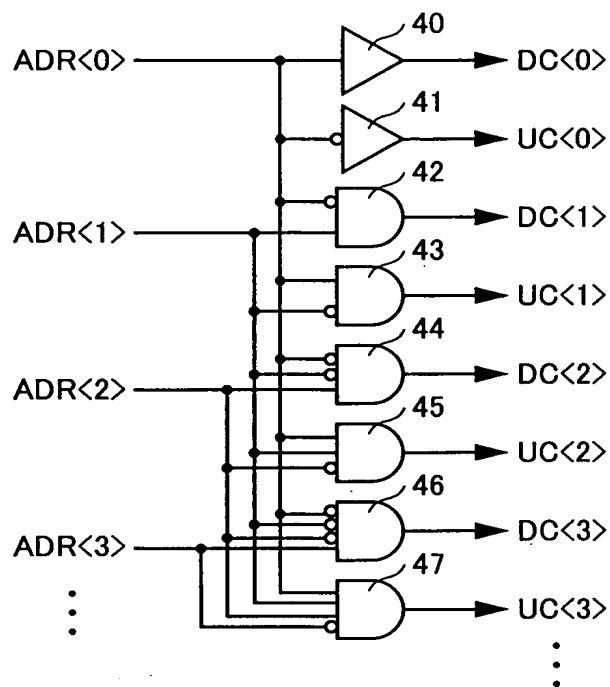 40
ADR<0>
DC<0>
41
UC<0>
42
DC<1>
ADR<1>
43
UC<1>
44
DC<2>
ADR<2>
45
UC<2>
46
DC<3>
ADR<3>
47
UC<3>